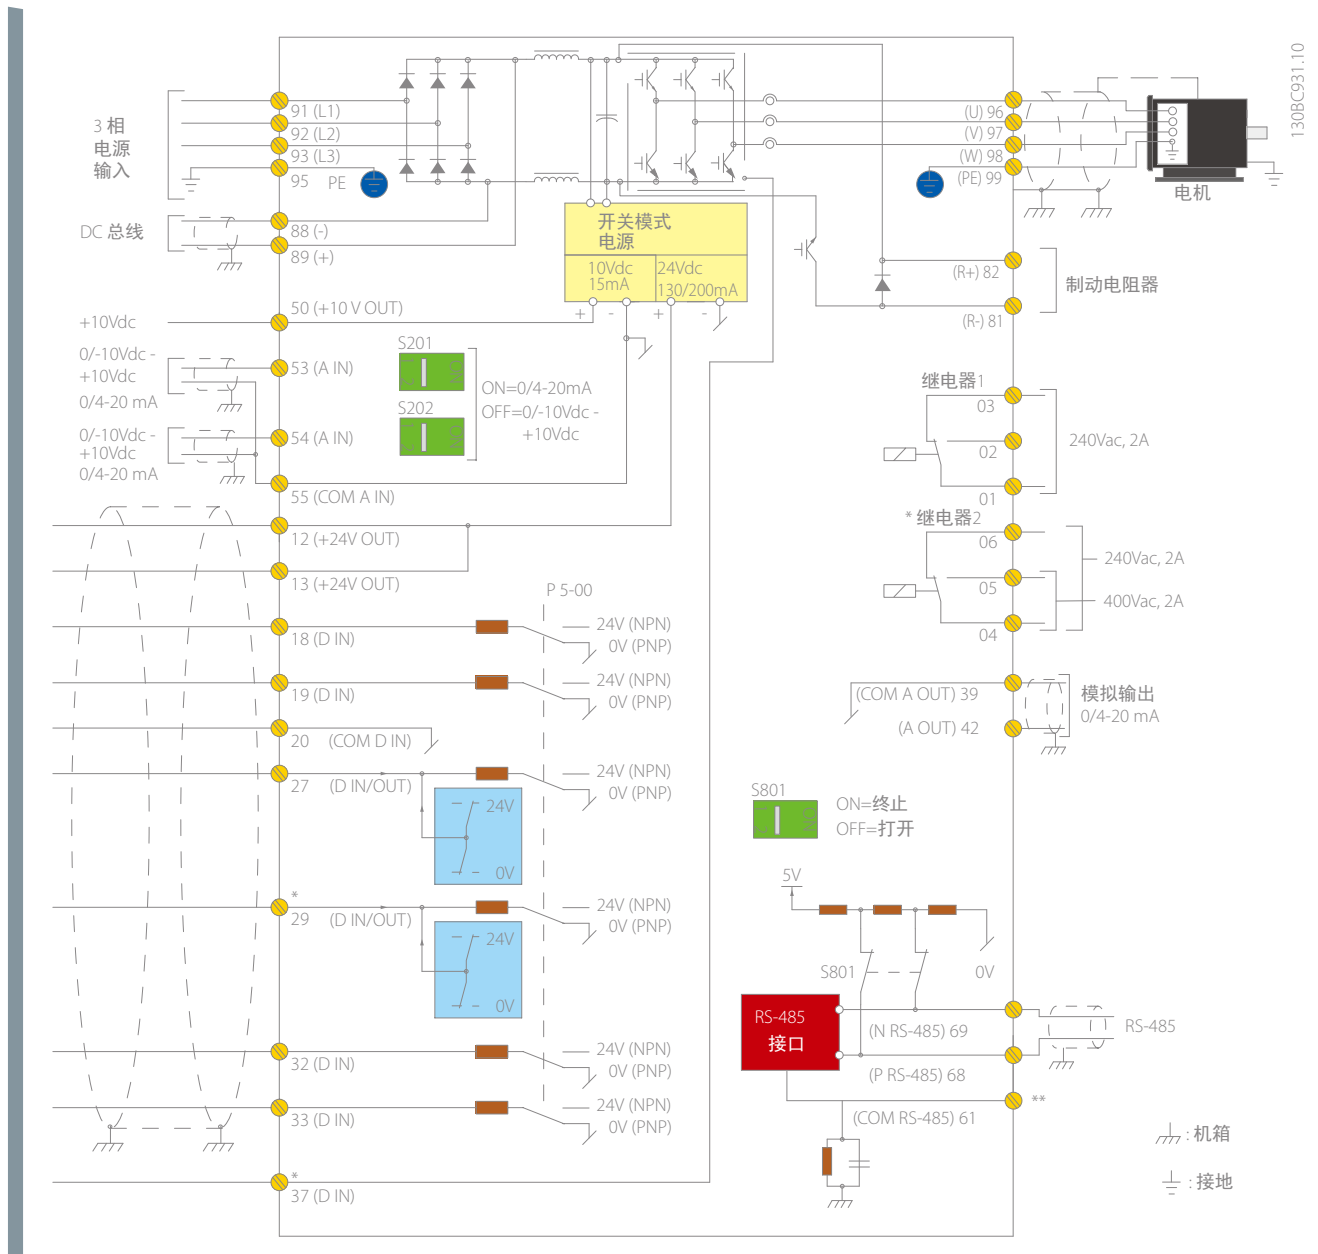 130BC931.10
3 相
电源
输入
91 (L1)
92 (L2)
93 (L3)
95 PE
(U) 96
(V) 97
(W) 98
(PE) 99
电机
DC 总线
88 (-)
89 (+)
开关模式
电源
10Vdc
15mA
24Vdc
130/200mA
+ - + -
(R+) 82
制动电阻器
(R-) 81
+10Vdc
50 (+10 V OUT)
0/-10Vdc -
+10Vdc
0/4-20 mA
53 (A IN)
S201
1 2 ON
S202
1 2 ON
ON=0/4-20mA
OFF=0/-10Vdc -
+10Vdc
0/-10Vdc -
+10Vdc
0/4-20 mA
54 (A IN)
55 (COM A IN)
继电器1
03
02
01
240Vac, 2A
* 继电器2
06
05
04
240Vac, 2A
400Vac, 2A
12 (+24V OUT)
13 (+24V OUT)
P 5-00
18 (D IN)
24V (NPN)
0V (PNP)
19 (D IN)
24V (NPN)
0V (PNP)
20 (COM D IN)
27 (D IN/OUT)
24V (NPN)
0V (PNP)
24V
0V
*
29 (D IN/OUT)
24V (NPN)
0V (PNP)
24V
0V
32 (D IN)
24V (NPN)
0V (PNP)
33 (D IN)
24V (NPN)
0V (PNP)
*
37 (D IN)
(COM A OUT) 39
(A OUT) 42
模拟输出
0/4-20 mA
S801
1 2 ON
ON=终止
OFF=打开
5V
S801
0V
RS-485
接口
(N RS-485) 69
(P RS-485) 68
(COM RS-485) 61
RS-485
**
: 机箱
: 接地